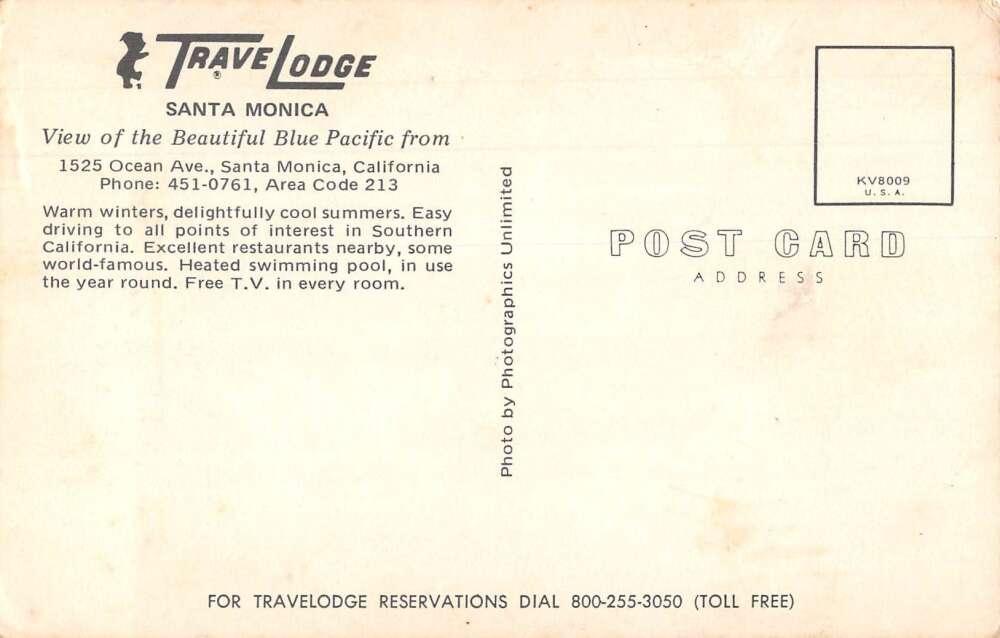 TRAVELODGE
®
SANTA MONICA
View of the Beautiful Blue Pacific from
1525 Ocean Ave., Santa Monica, California
Phone: 451-0761, Area Code 213
Warm winters, delightfully cool summers. Easy
driving to all points of interest in Southern
California. Excellent restaurants nearby, some
world-famous. Heated swimming pool, in use
the year round. Free T.V. in every room.
Photo by Photographics Unlimited
KV8009
U. S. A.
POST CARD
ADDRESS
FOR TRAVELODGE RESERVATIONS DIAL 800-255-3050 (TOLL FREE)